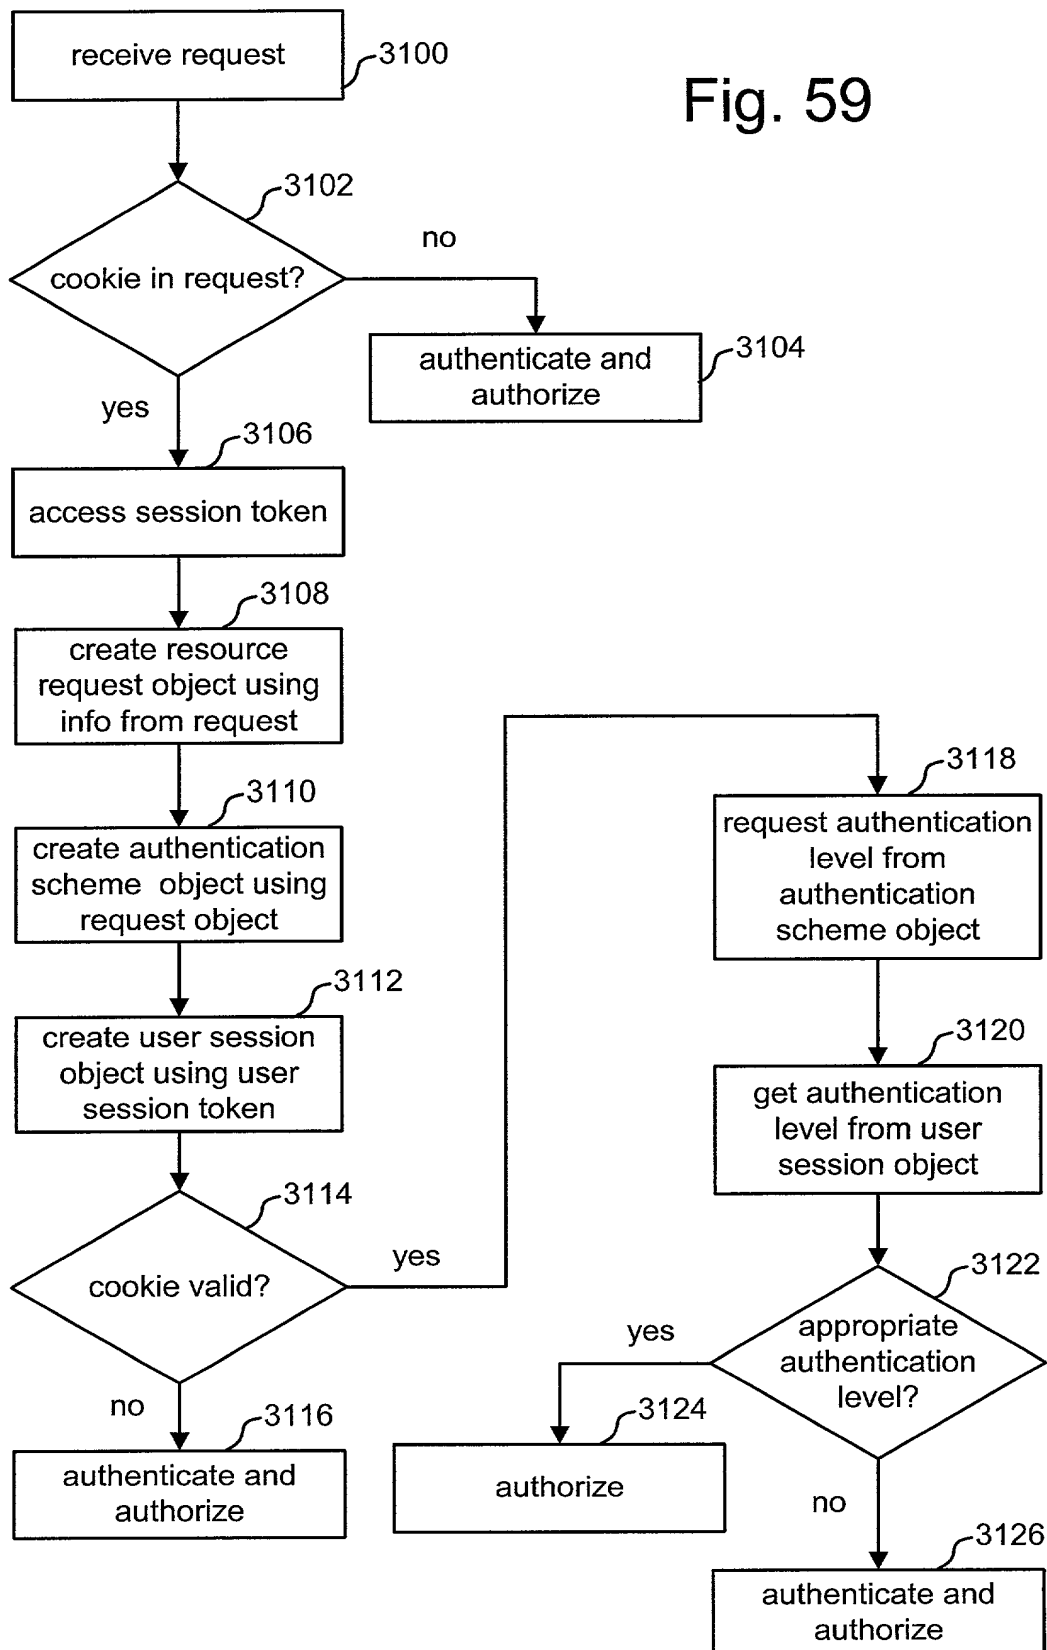 receive request
3100
Fig. 59
3102
cookie in request?
no
authenticate and
authorize
3104
yes
3106
access session token
3108
create resource
request object using
info from request
3110
create authentication
scheme object using
request object
3112
create user session
object using user
session token
3114
cookie valid?
yes
no
3116
authenticate and
authorize
3118
request authentication
level from
authentication
scheme object
3120
get authentication
level from user
session object
3122
appropriate
authentication
level?
yes
3124
authorize
no
3126
authenticate and
authorize